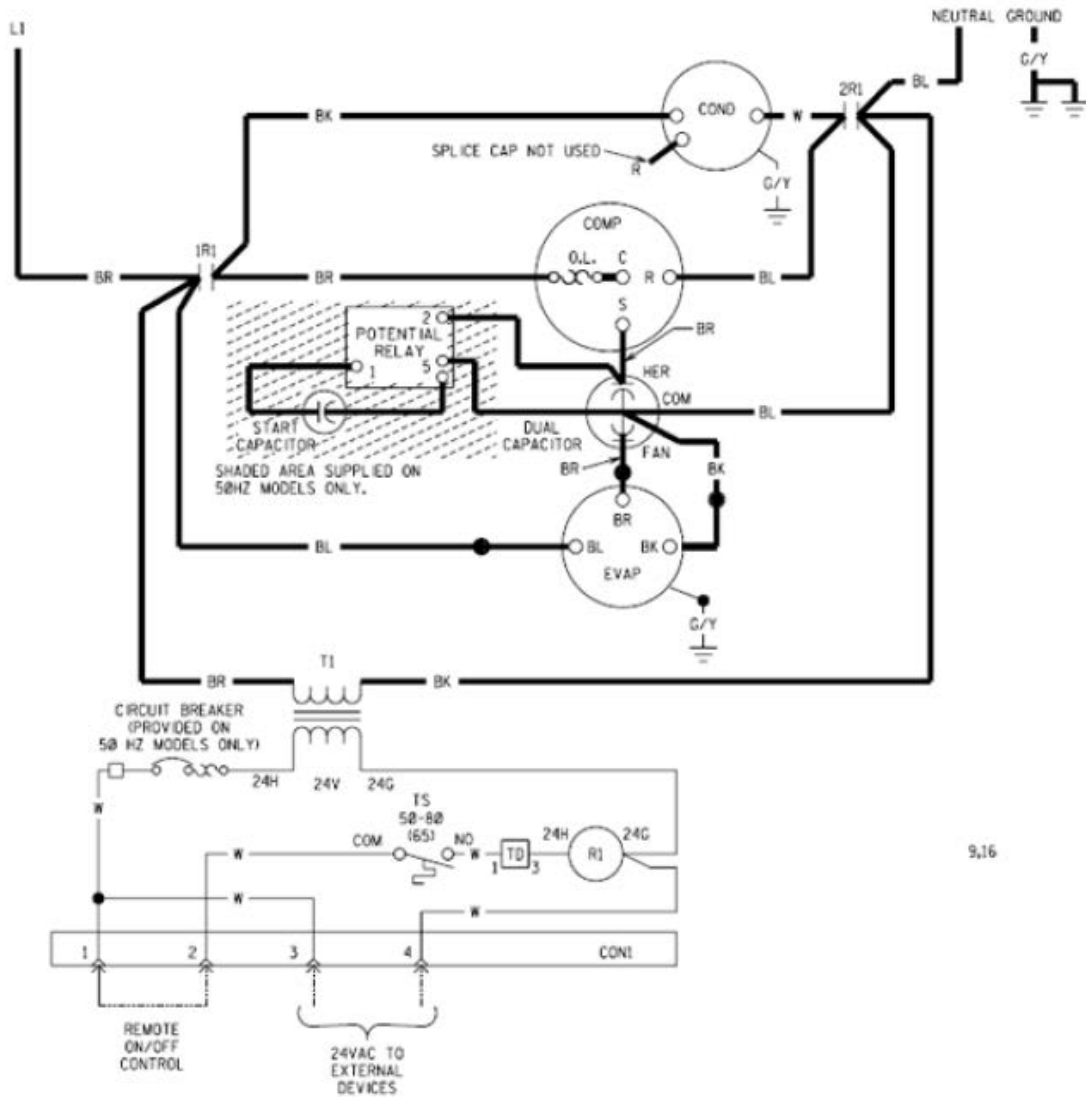 L1
NEUTRAL GROUND
G/Y
BL
2R1
BK
COND
W
SPLICE CAP NOT USED
R
G/Y
COMP
1R1
O.L.
C
BR
BR
R
BL
S
2
POTENTIAL
RELAY
BR
1
5
HER
COM
START
CAPACITOR
DUAL
CAPACITOR
BL
FAN
BR
BK
SHADED AREA SUPPLIED ON
50HZ MODELS ONLY.
BR
BL
BL
BK
EVAP
G/Y
T1
BR
BK
CIRCUIT BREAKER
(PROVIDED ON
50 HZ MODELS ONLY)
24H
24V
24G
W
TS
50-80
(65)
COM
NO
W
W
1
TD
3
24H
R1
24G
9,16
W
W
1
2
3
4
CON1
REMOTE
ON/OFF
CONTROL
24VAC TO
EXTERNAL
DEVICES